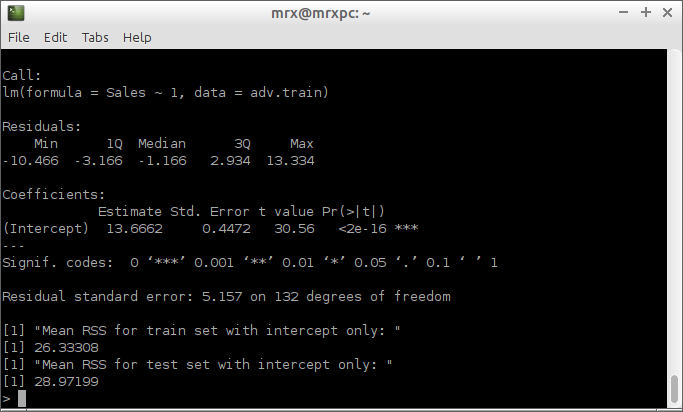 mrx@mrxpc: ~
File Edit Tabs Help
Call:
lm(formula = Sales ~ 1, data = adv.train)
Residuals:
    Min      1Q  Median      3Q     Max
-10.466  -3.166  -1.166   2.934  13.334
Coefficients:
            Estimate Std. Error t value Pr(>|t|)
(Intercept)  13.6662     0.4472   30.56   <2e-16 ***
---
Signif. codes:  0 ‘***’ 0.001 ‘**’ 0.01 ‘*’ 0.05 ‘.’ 0.1 ‘ ’ 1
Residual standard error: 5.157 on 132 degrees of freedom
[1] "Mean RSS for train set with intercept only: "
[1] 26.33308
[1] "Mean RSS for test set with intercept only: "
[1] 28.97199
>